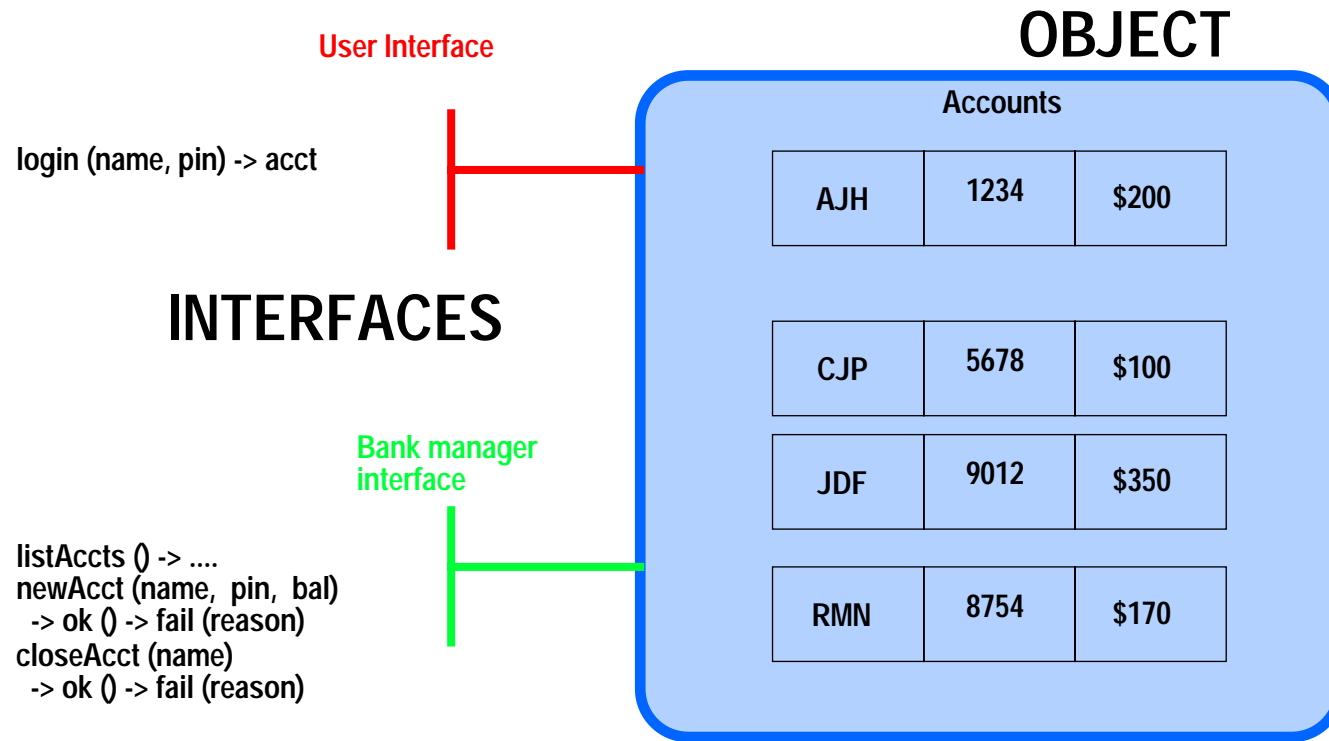 OBJECT
User Interface
Accounts
login (name, pin) -> acct
AJH 1234 $200
INTERFACES
CJP 5678 $100
Bank manager
interface
JDF 9012 $350
listAccts () -> ....
newAcct (name, pin, bal)
-> ok () -> fail (reason)
closeAcct (name)
-> ok () -> fail (reason)
RMN 8754 $170